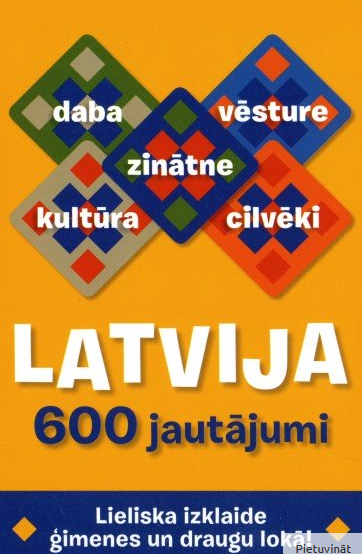 daba
vēsture
zinātne
kultūra
cilvēki
LATVIJA
600 jautājumi
Lieliska izklaide
ģimenes un draugu lokā!
Pietuvināt